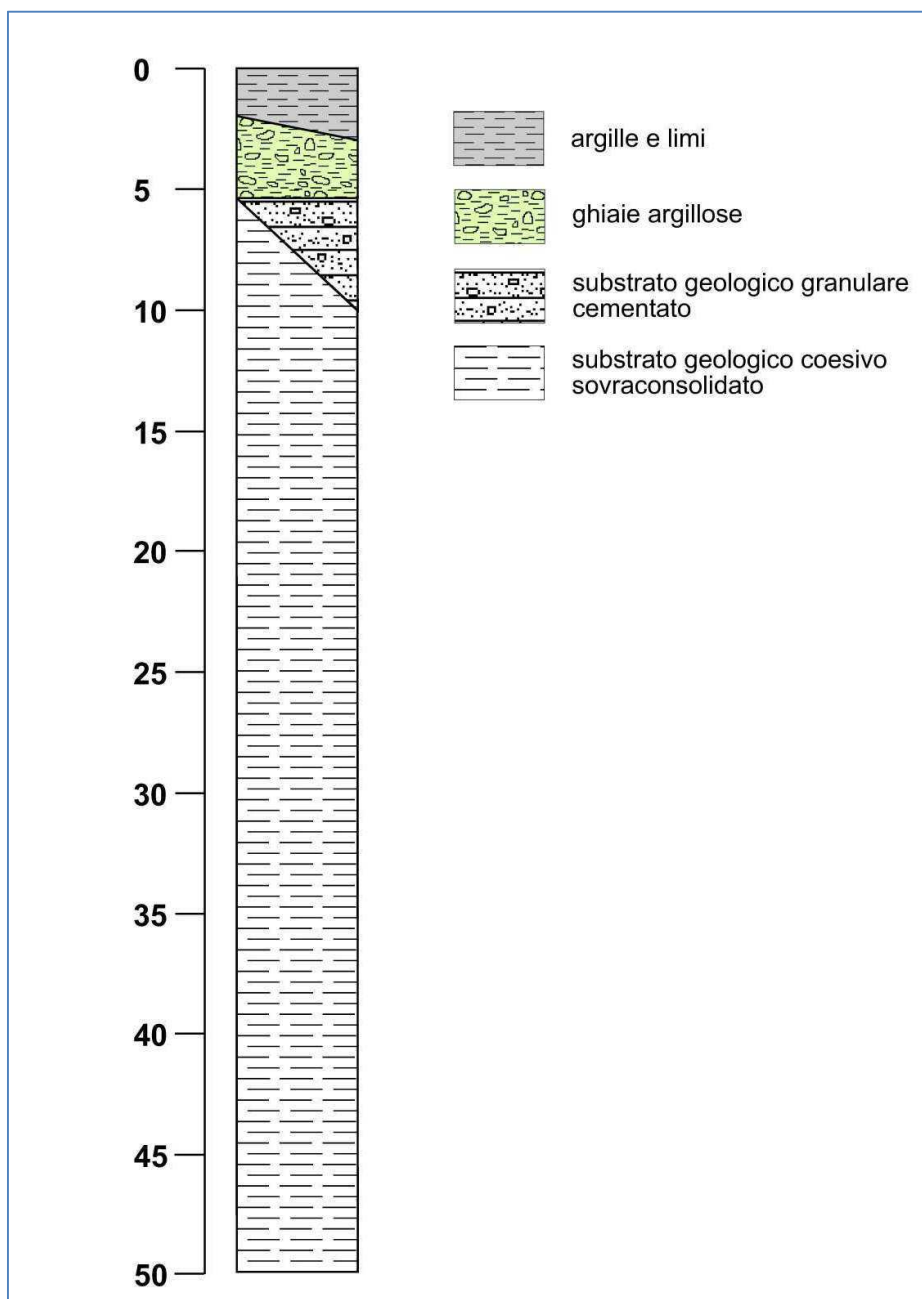 0
5
10
15
20
25
30
35
40
45
50
argille e limi
ghiaie argillose
substrato geologico granulare
cementato
substrato geologico coesivo
sovraconsolidato